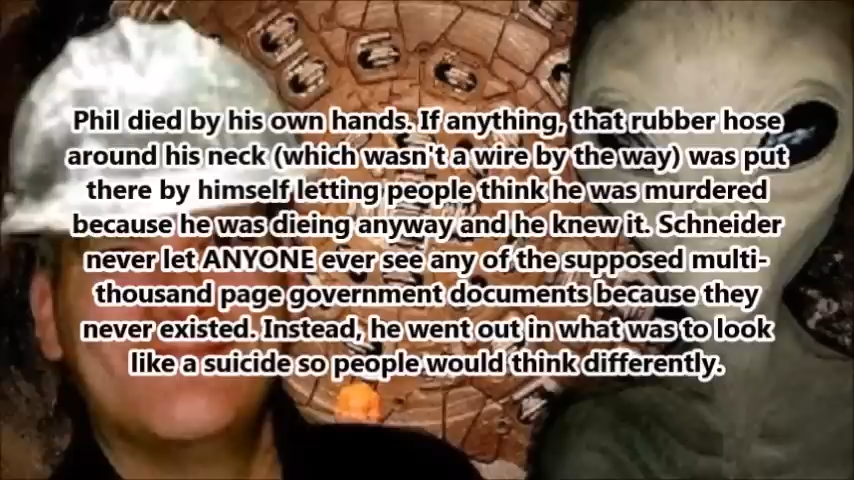 Phil died by his own hands. If anything, that rubber hose
around his neck (which wasn't a wire by the way) was put
there by himself letting people think he was murdered
because he was dieing anyway and he knew it. Schneider
never let ANYONE ever see any of the supposed multi-
thousand page government documents because they
never existed. Instead, he went out in what was to look
like a suicide so people would think differently.